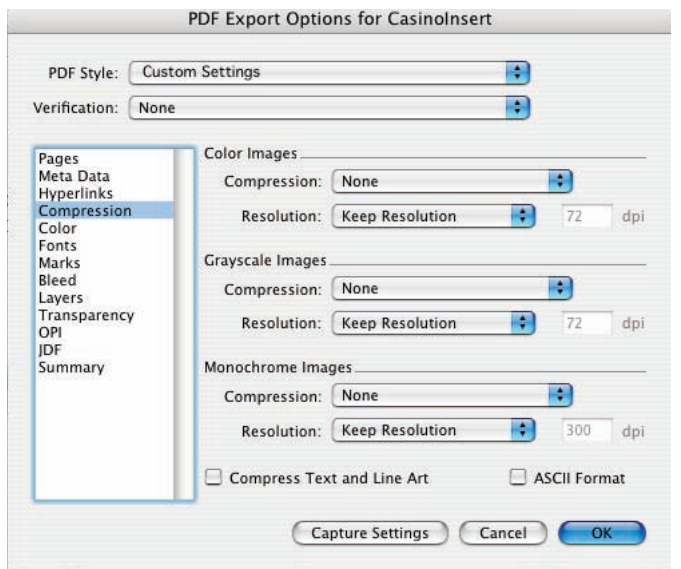 PDF Export Options for CasinoInsert
PDF Style: Custom Settings
Verification: None
Pages
Meta Data
Hyperlinks
Compression
Color
Fonts
Marks
Bleed
Layers
Transparency
OPI
JDF
Summary
Color Images
Compression: None
Resolution: Keep Resolution 72 dpi
Grayscale Images
Compression: None
Resolution: Keep Resolution 72 dpi
Monochrome Images
Compression: None
Resolution: Keep Resolution 300 dpi
Compress Text and Line Art ASCII Format
Capture Settings Cancel OK